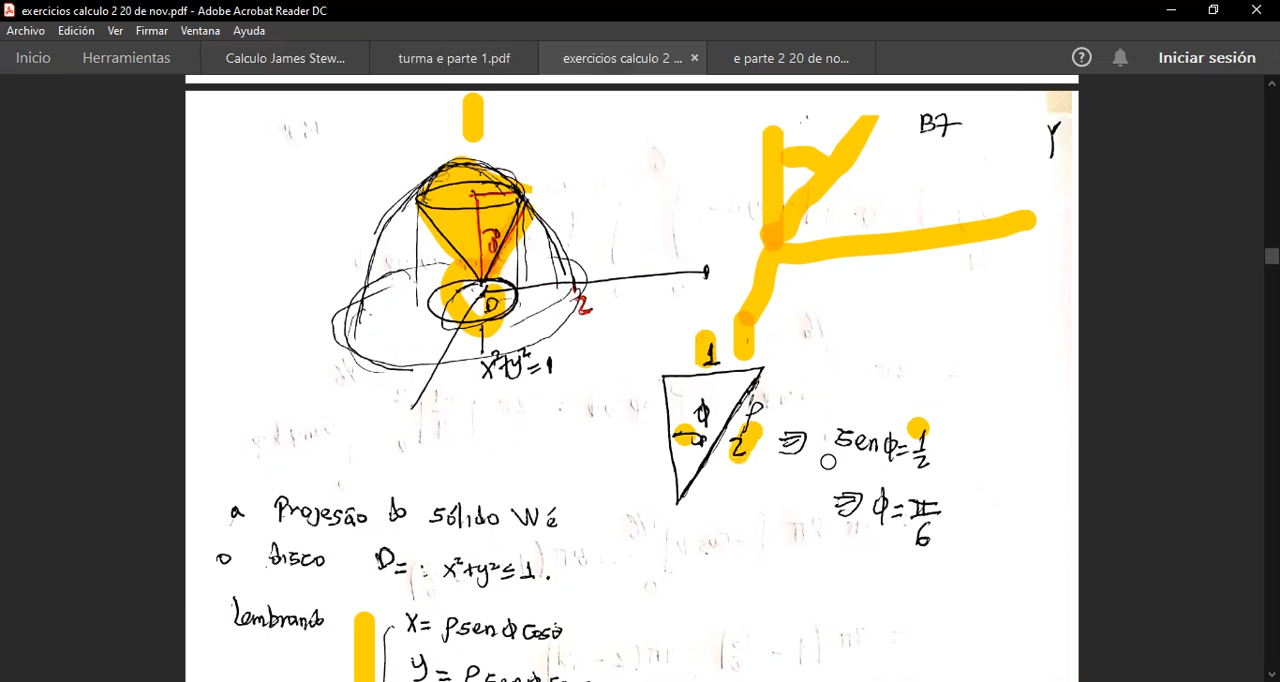 exercicios calculo 2 20 de nov.pdf - Adobe Acrobat Reader DC
Archivo Edición Ver Firmar Ventana Ayuda
Inicio Herramientas Calculo James Stew... turma e parte 1.pdf exercicios calculo 2 ... × e parte 2 20 de no... ? Iniciar sesión
B7
γ
φ
D
2
x²+y²=1
1
φ ρ
2
⇒ senφ= 1/2
⇒ φ= π/6
a Projesão do sólido W é
o disco D= : x²+y²≤1.
Lembrando
x= ρsenφcosθ